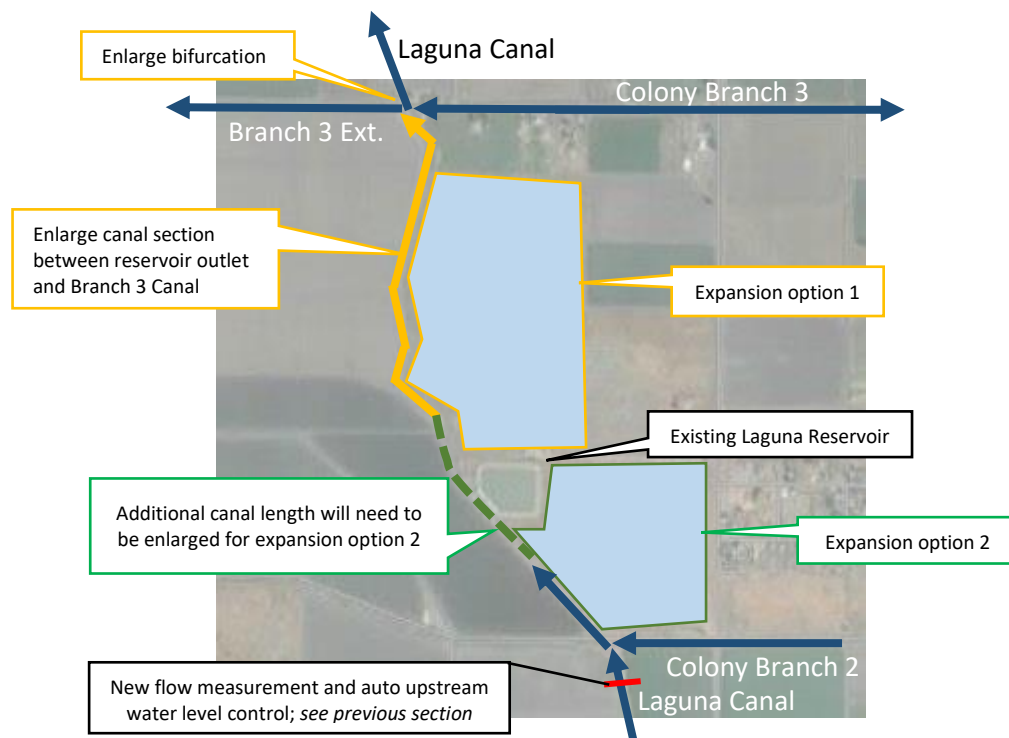 Enlarge bifurcation
Laguna Canal
Colony Branch 3
Branch 3 Ext.
Enlarge canal section
between reservoir outlet
and Branch 3 Canal
Expansion option 1
Existing Laguna Reservoir
Additional canal length will need to
be enlarged for expansion option 2
Expansion option 2
Colony Branch 2
Laguna Canal
New flow measurement and auto upstream
water level control; see previous section